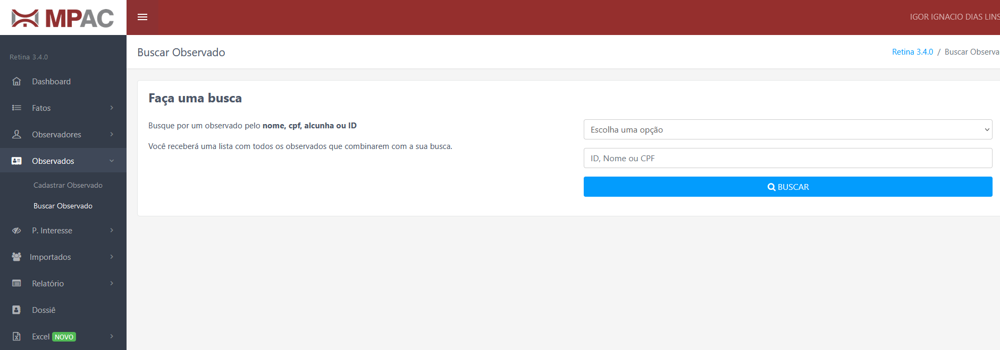 MPAC
IGOR IGNACIO DIAS LINS
Retina 3.4.0
Buscar Observado
Retina 3.4.0 / Buscar Observa
Dashboard
Fatos
Observadores
Observados
Cadastrar Observado
Buscar Observado
P. Interesse
Importados
Relatório
Dossiê
Excel NOVO
Faça uma busca
Busque por um observado pelo nome, cpf, alcunha ou ID
Você receberá uma lista com todos os observados que combinarem com a sua busca.
Escolha uma opção
ID, Nome ou CPF
BUSCAR